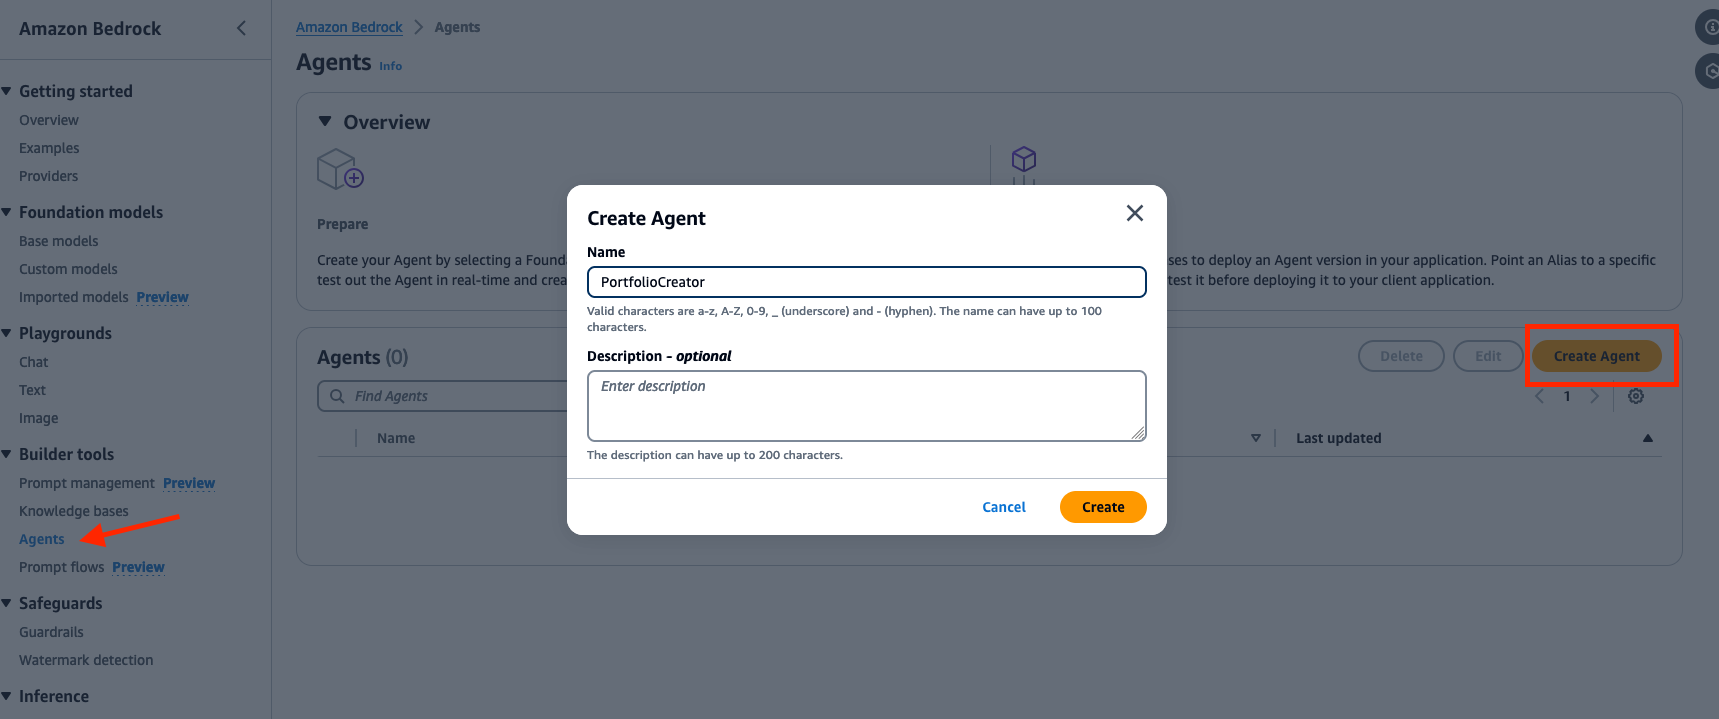 Amazon Bedrock
Getting started
Overview
Examples
Providers
Foundation models
Base models
Custom models
Imported models Preview
Playgrounds
Chat
Text
Image
Builder tools
Prompt management Preview
Knowledge bases
Agents
Prompt flows Preview
Safeguards
Guardrails
Watermark detection
Inference
Amazon Bedrock > Agents
Agents Info
Overview
Prepare
Create your Agent by selecting a
test out the Agent in real-time and
ses to deploy an Agent version in your application. Point an Alias to a specific
test it before deploying it to your client application.
Agents (0)
Delete
Edit
Create Agent
Find Agents
1
Name
Last updated
Create Agent
Name
PortfolioCreator
Valid characters are a-z, A-Z, 0-9, _ (underscore) and - (hyphen). The name can have up to 100
characters.
Description - optional
Enter description
The description can have up to 200 characters.
Cancel
Create